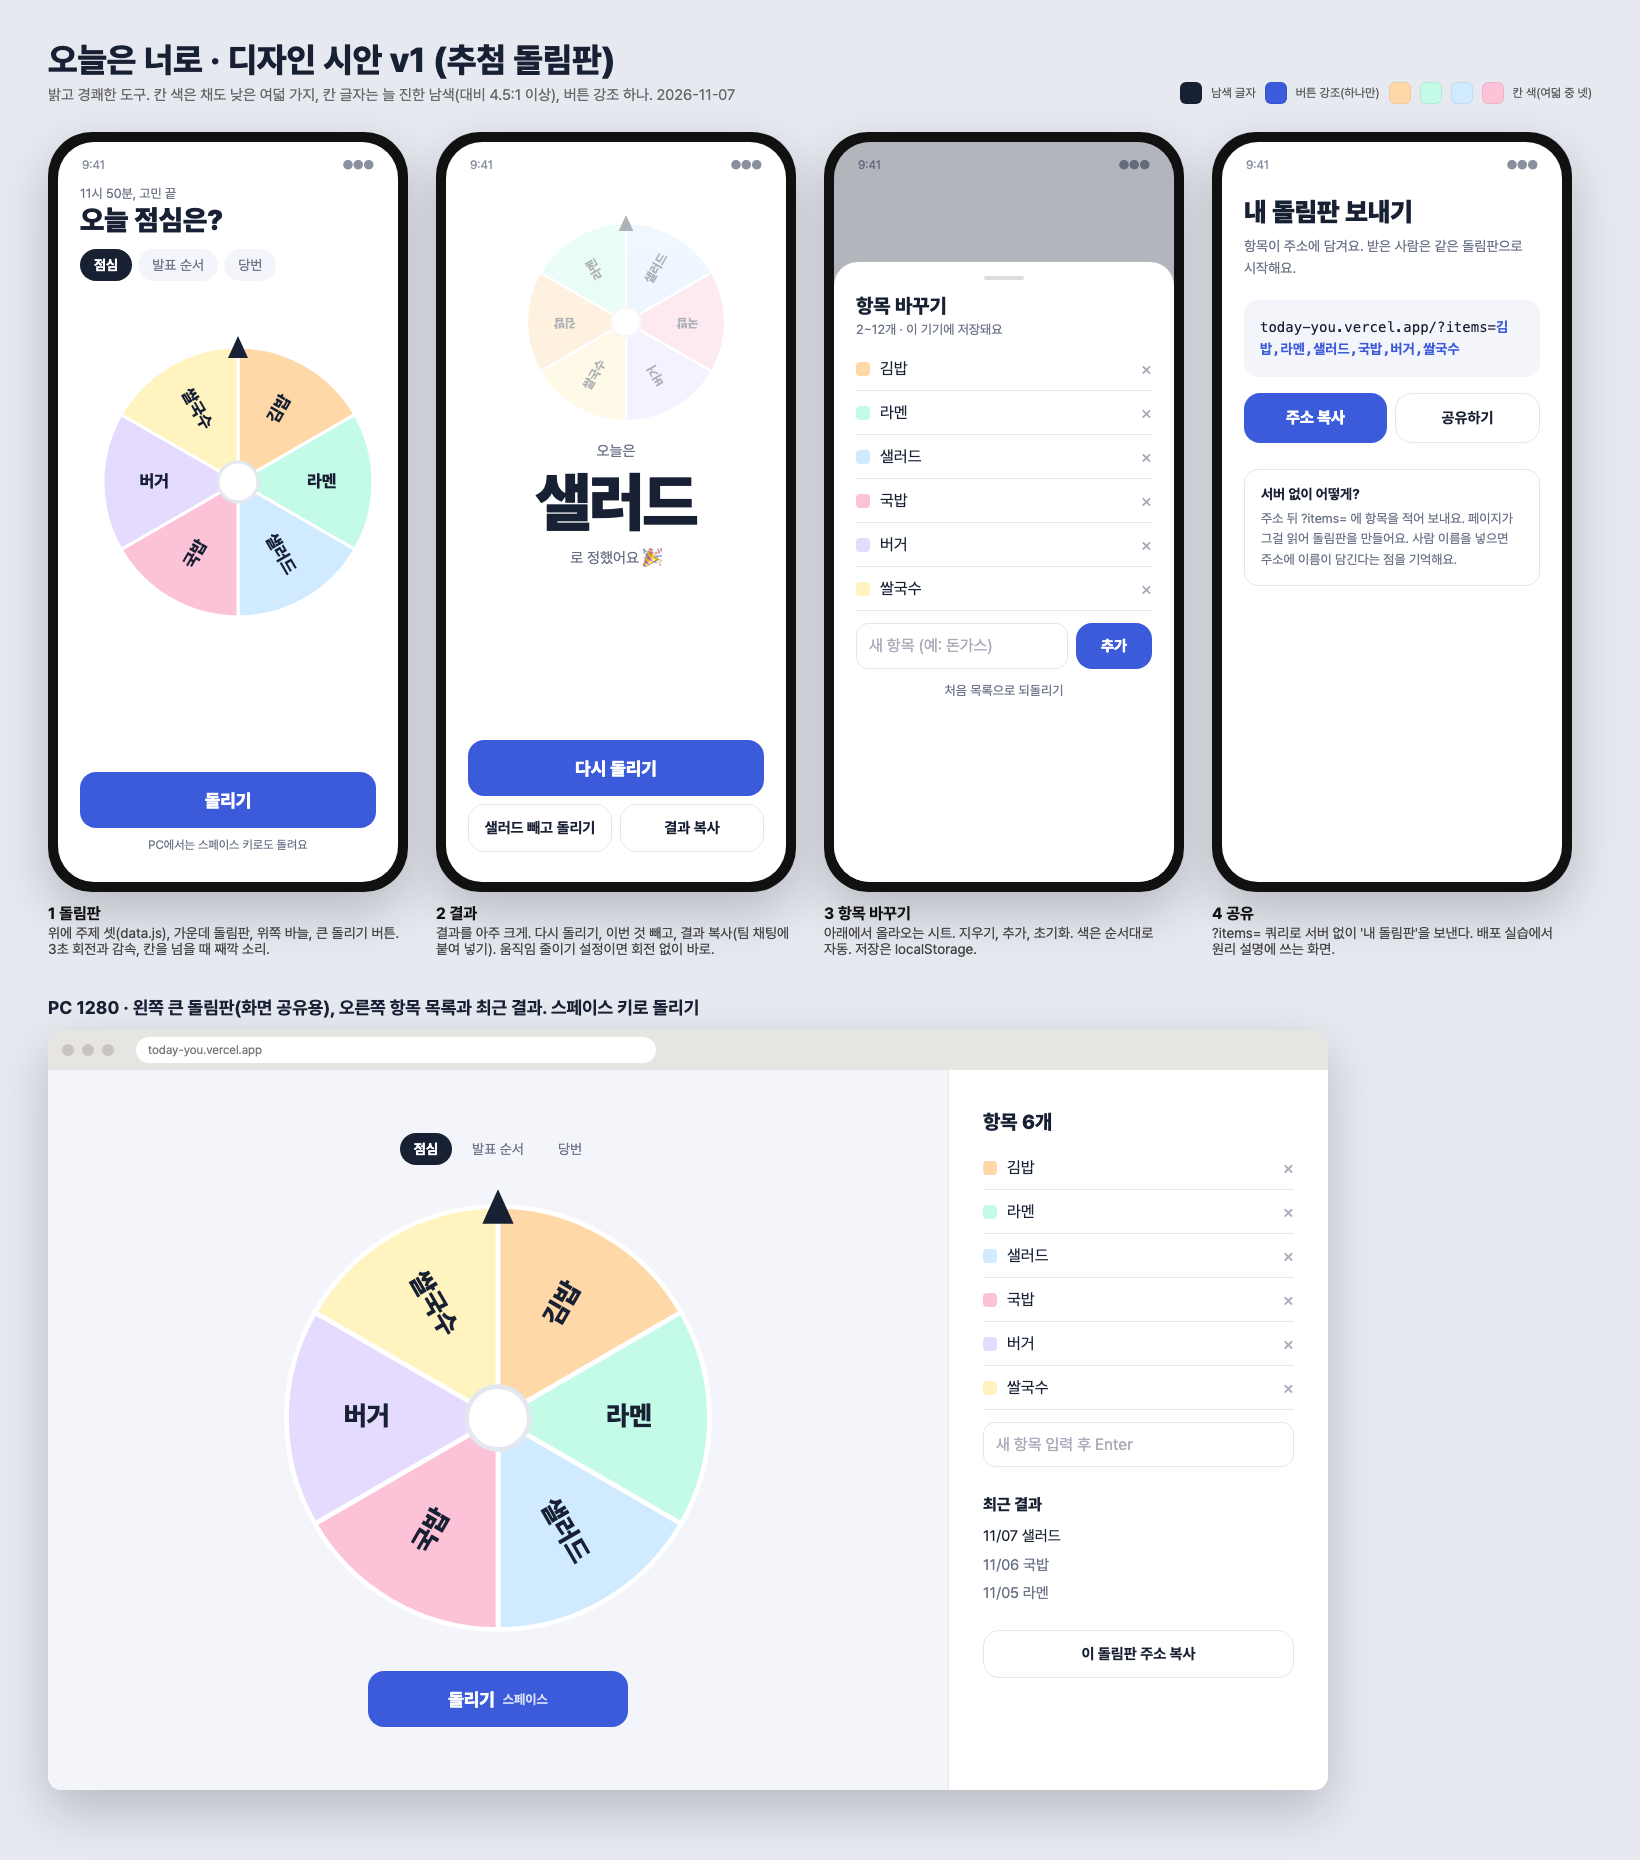 오늘은 너로 · 디자인 시안 v1 (추첨 돌림판)
밝고 경쾌한 도구. 칸 색은 채도 낮은 여덟 가지, 칸 글자는 늘 진한 남색(대비 4.5:1 이상), 버튼 강조 하나. 2026-11-07
남색 글자
버튼 강조(하나만)
칸 색(여덟 중 넷)
9:41
11시 50분, 고민 끝
오늘 점심은?
점심
발표 순서
당번
쌀국수
김밥
버거
라멘
국밥
샐러드
돌리기
PC에서는 스페이스 키로도 돌려요
9:41
라멘
샐러드
김밥
국밥
쌀국수
버거
오늘은
샐러드
로 정했어요 🎉
다시 돌리기
샐러드 빼고 돌리기
결과 복사
9:41
항목 바꾸기
2~12개 · 이 기기에 저장돼요
김밥 ×
라멘 ×
샐러드 ×
국밥 ×
버거 ×
쌀국수 ×
새 항목 (예: 돈가스)
추가
처음 목록으로 되돌리기
9:41
내 돌림판 보내기
항목이 주소에 담겨요. 받은 사람은 같은 돌림판으로
시작해요.
today-you.vercel.app/?items=김
밥,라멘,샐러드,국밥,버거,쌀국수
주소 복사
공유하기
서버 없이 어떻게?
주소 뒤 ?items= 에 항목을 적어 보내요. 페이지가
그걸 읽어 돌림판을 만들어요. 사람 이름을 넣으면
주소에 이름이 담긴다는 점을 기억해요.
1 돌림판
위에 주제 셋(data.js), 가운데 돌림판, 위쪽 바늘, 큰 돌리기 버튼.
3초 회전과 감속, 칸을 넘을 때 째깍 소리.
2 결과
결과를 아주 크게. 다시 돌리기, 이번 것 빼고, 결과 복사(팀 채팅에
붙여 넣기). 움직임 줄이기 설정이면 회전 없이 바로.
3 항목 바꾸기
아래에서 올라오는 시트. 지우기, 추가, 초기화. 색은 순서대로
자동. 저장은 localStorage.
4 공유
?items= 쿼리로 서버 없이 '내 돌림판'을 보낸다. 배포 실습에서
원리 설명에 쓰는 화면.
PC 1280 · 왼쪽 큰 돌림판(화면 공유용), 오른쪽 항목 목록과 최근 결과. 스페이스 키로 돌리기
today-you.vercel.app
점심
발표 순서
당번
쌀국수
김밥
버거
라멘
국밥
샐러드
돌리기 스페이스
항목 6개
김밥 ×
라멘 ×
샐러드 ×
국밥 ×
버거 ×
쌀국수 ×
새 항목 입력 후 Enter
최근 결과
11/07 샐러드
11/06 국밥
11/05 라멘
이 돌림판 주소 복사